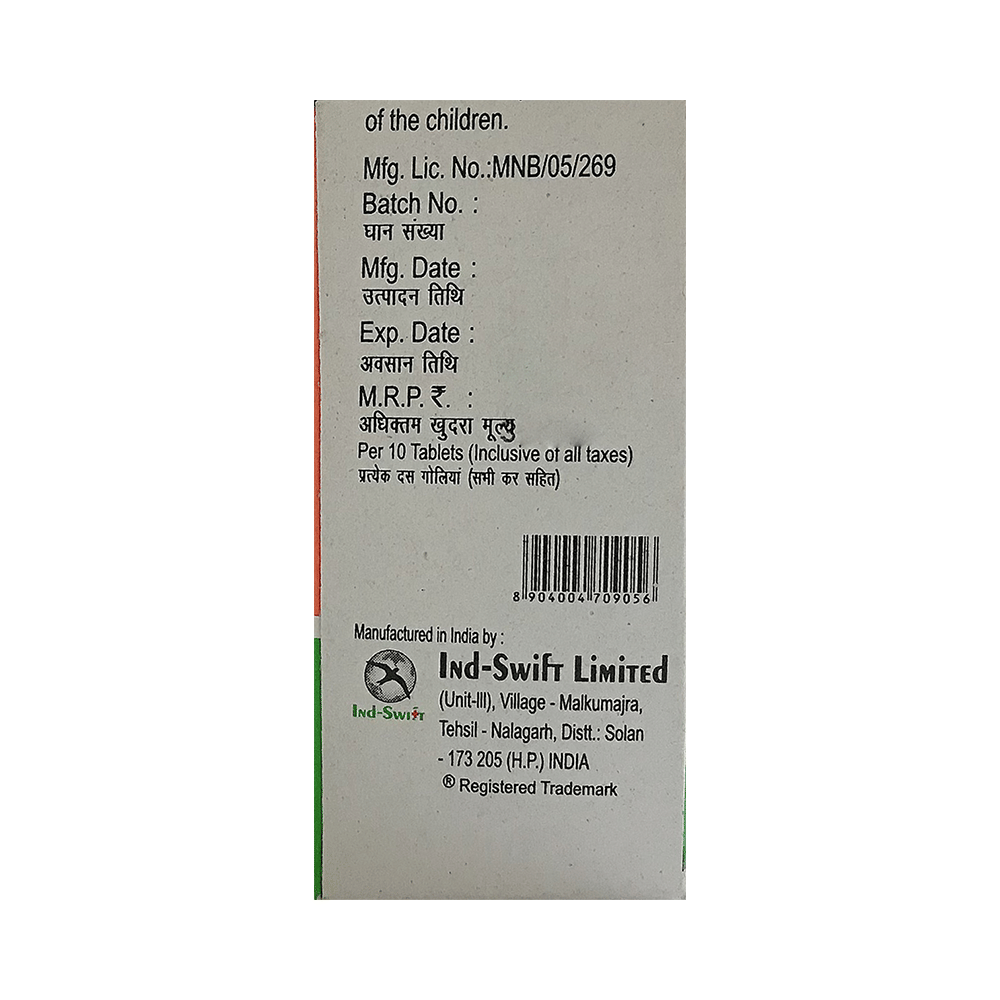 of the children.
Mfg. Lic. No.:MNB/05/269
Batch No. :
घान संख्या
Mfg. Date :
उत्पादन तिथि
Exp. Date :
अवसान तिथि
M.R.P. ₹. :
अधिक्तम खुदरा मूल्य
Per 10 Tablets (Inclusive of all taxes)
प्रत्येक दस गोलियां (सभी कर सहित)
8 904004 709056
Manufactured in India by :
Ind-Swift Limited
Ind-Swift
(Unit-III), Village - Malkumajra,
Tehsil - Nalagarh, Distt.: Solan
- 173 205 (H.P.) INDIA
® Registered Trademark